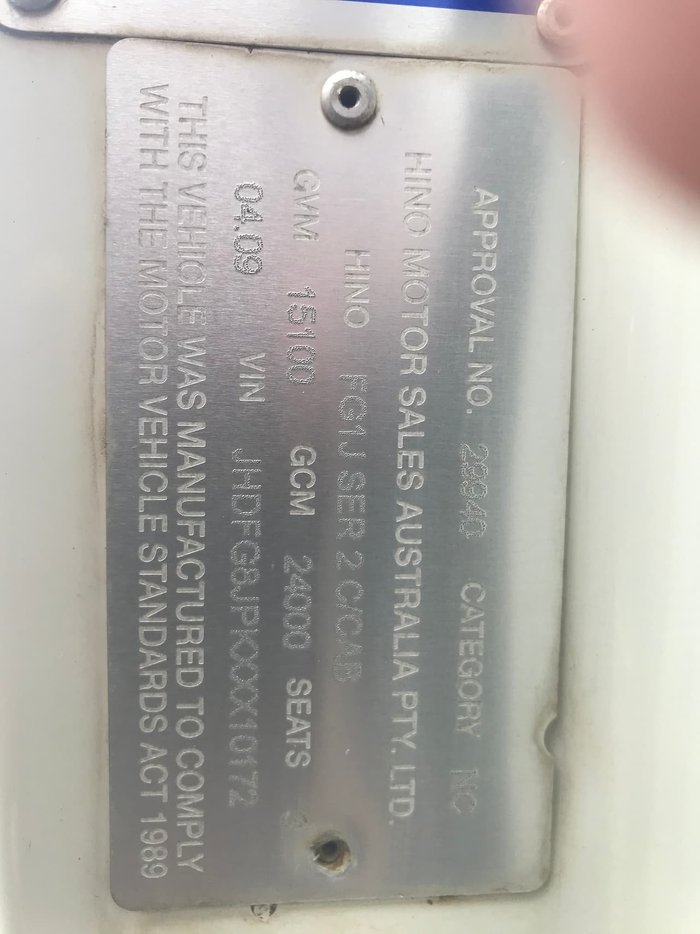 APPROVAL NO. 29940 CATEGORY NC
HINO MOTOR SALES AUSTRALIA PTY. LTD.
HINO FG1J SER 2 C/CAB
GVM 15100 GCM 24000 SEATS
04.09 VIN JHDFG8JPKXXX10172
THIS VEHICLE WAS MANUFACTURED TO COMPLY
WITH THE MOTOR VEHICLE STANDARDS ACT 1989